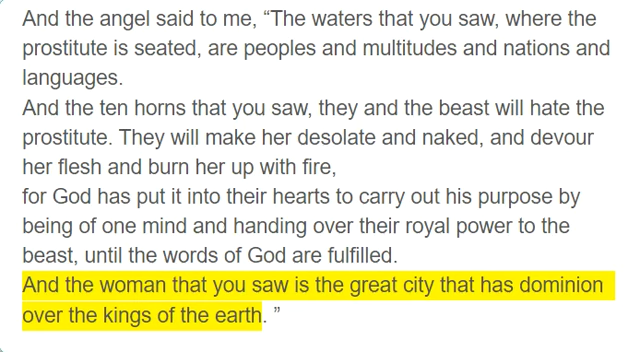 And the angel said to me, “The waters that you saw, where the
prostitute is seated, are peoples and multitudes and nations and
languages.
And the ten horns that you saw, they and the beast will hate the
prostitute. They will make her desolate and naked, and devour
her flesh and burn her up with fire,
for God has put it into their hearts to carry out his purpose by
being of one mind and handing over their royal power to the
beast, until the words of God are fulfilled.
And the woman that you saw is the great city that has dominion
over the kings of the earth. ”